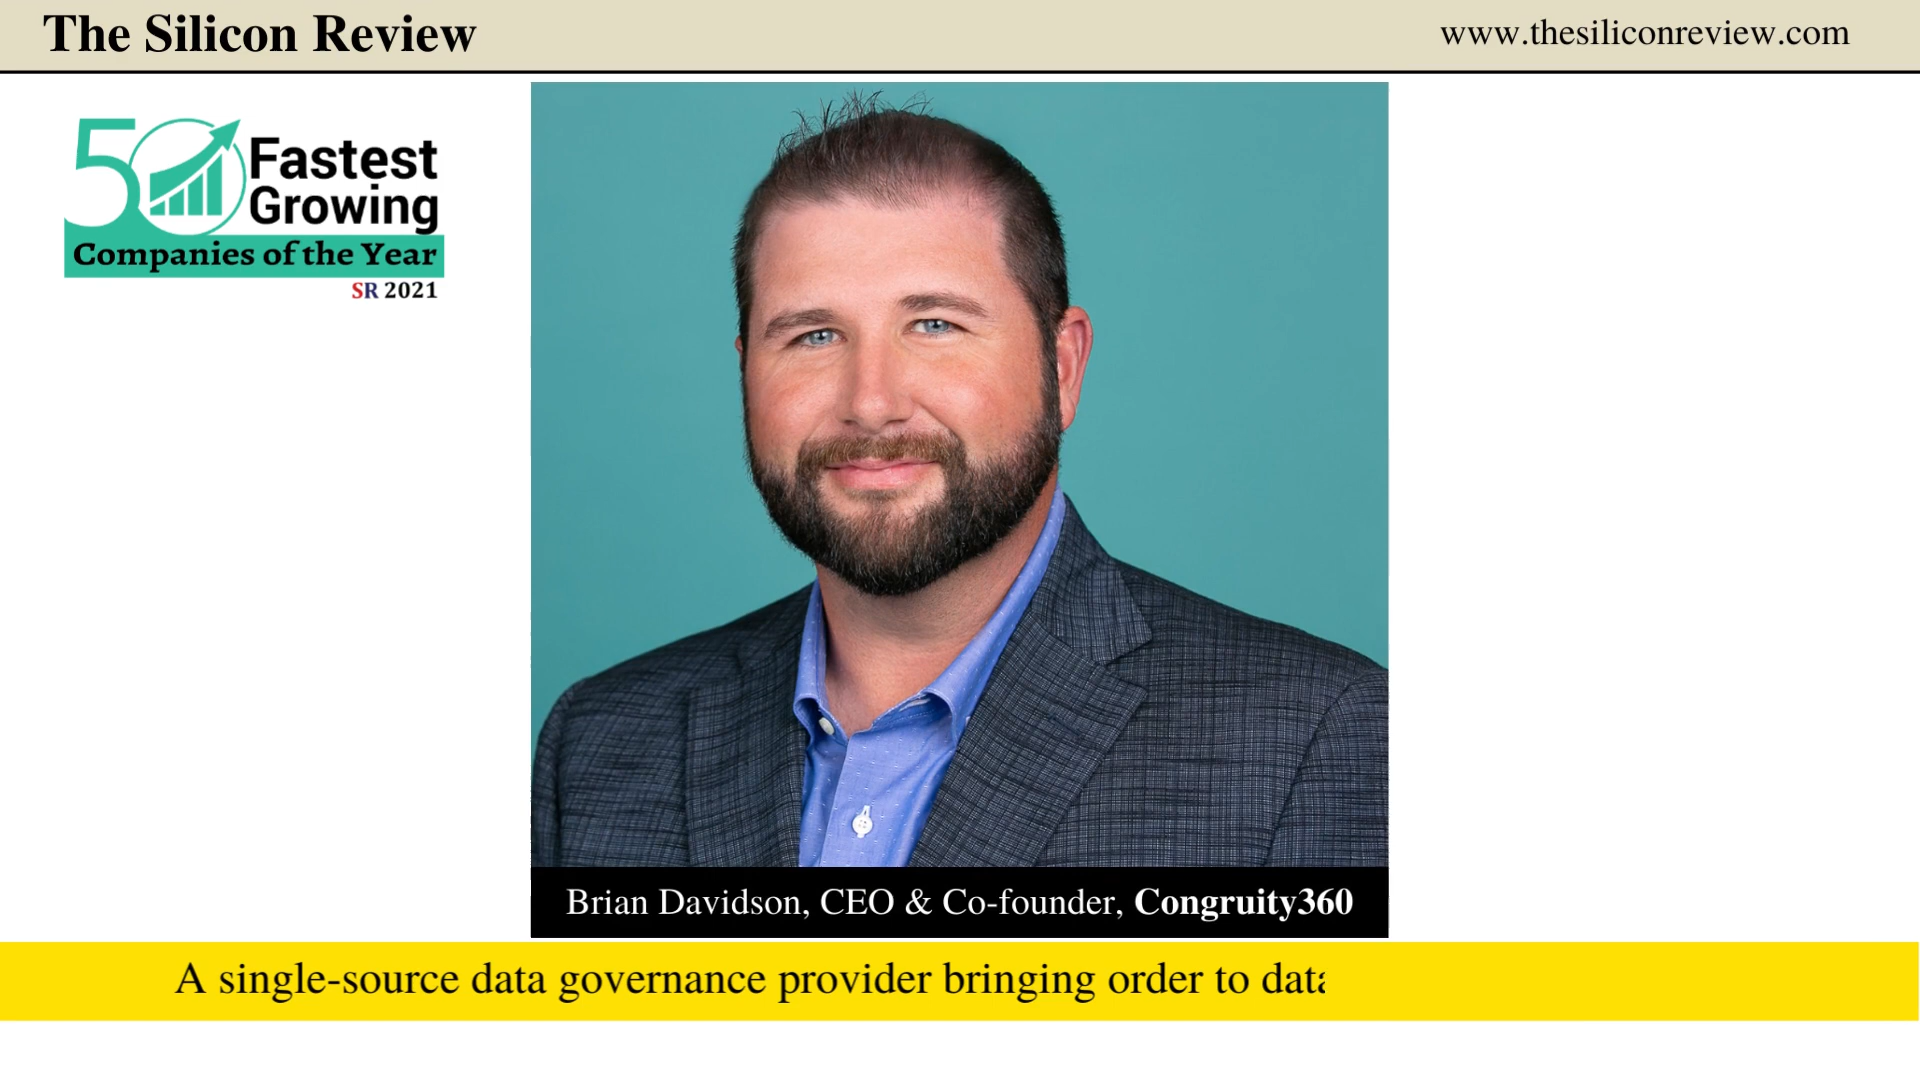 The Silicon Review
www.thesiliconreview.com
50 Fastest
Growing
Companies of the Year
SR 2021
Brian Davidson, CEO & Co-founder, Congruity360
A single-source data governance provider bringing order to data